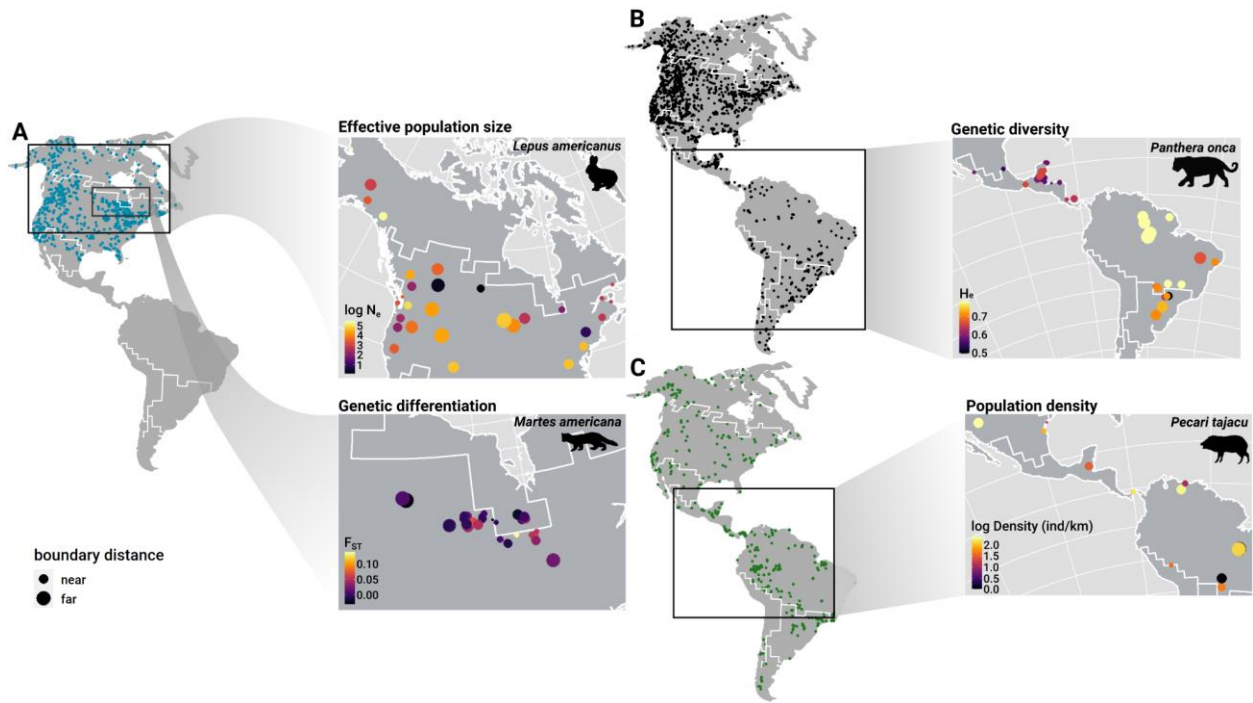 A
Effective population size
Lepus americanus
log Ne
5
4
3
2
1
Genetic differentiation
Martes americana
FST
0.10
0.05
0.00
boundary distance
near
far
B
Genetic diversity
Panthera onca
He
0.7
0.6
0.5
C
Population density
Pecari tajacu
log Density (ind/km)
2.0
1.5
1.0
0.5
0.0